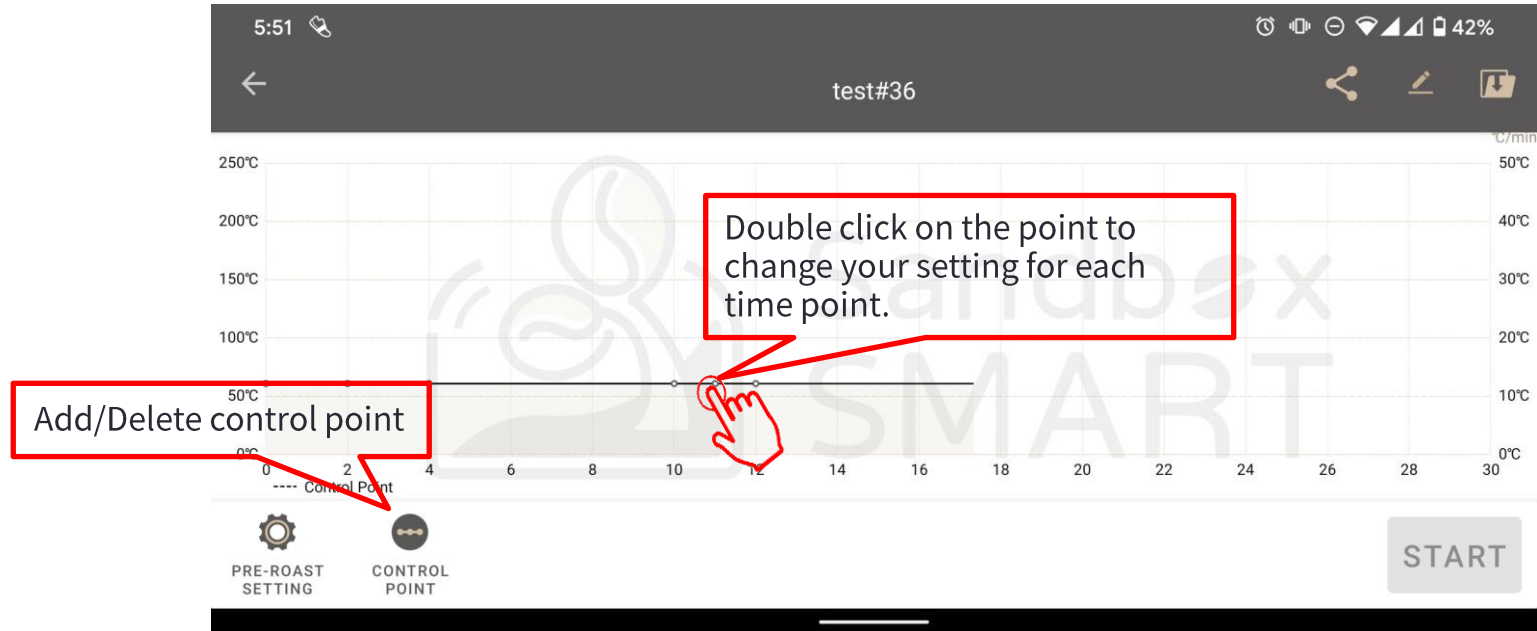 5:51
42%
test#36
℃/min
250℃
50℃
200℃
40℃
150℃
30℃
100℃
20℃
50℃
10℃
0℃
0℃
Double click on the point to
change your setting for each
time point.
Sandbox
SMART
Add/Delete control point
0 2 4 6 8 10 12 14 16 18 20 22 24 26 28 30
---- Control Point
PRE-ROAST
SETTING
CONTROL
POINT
START